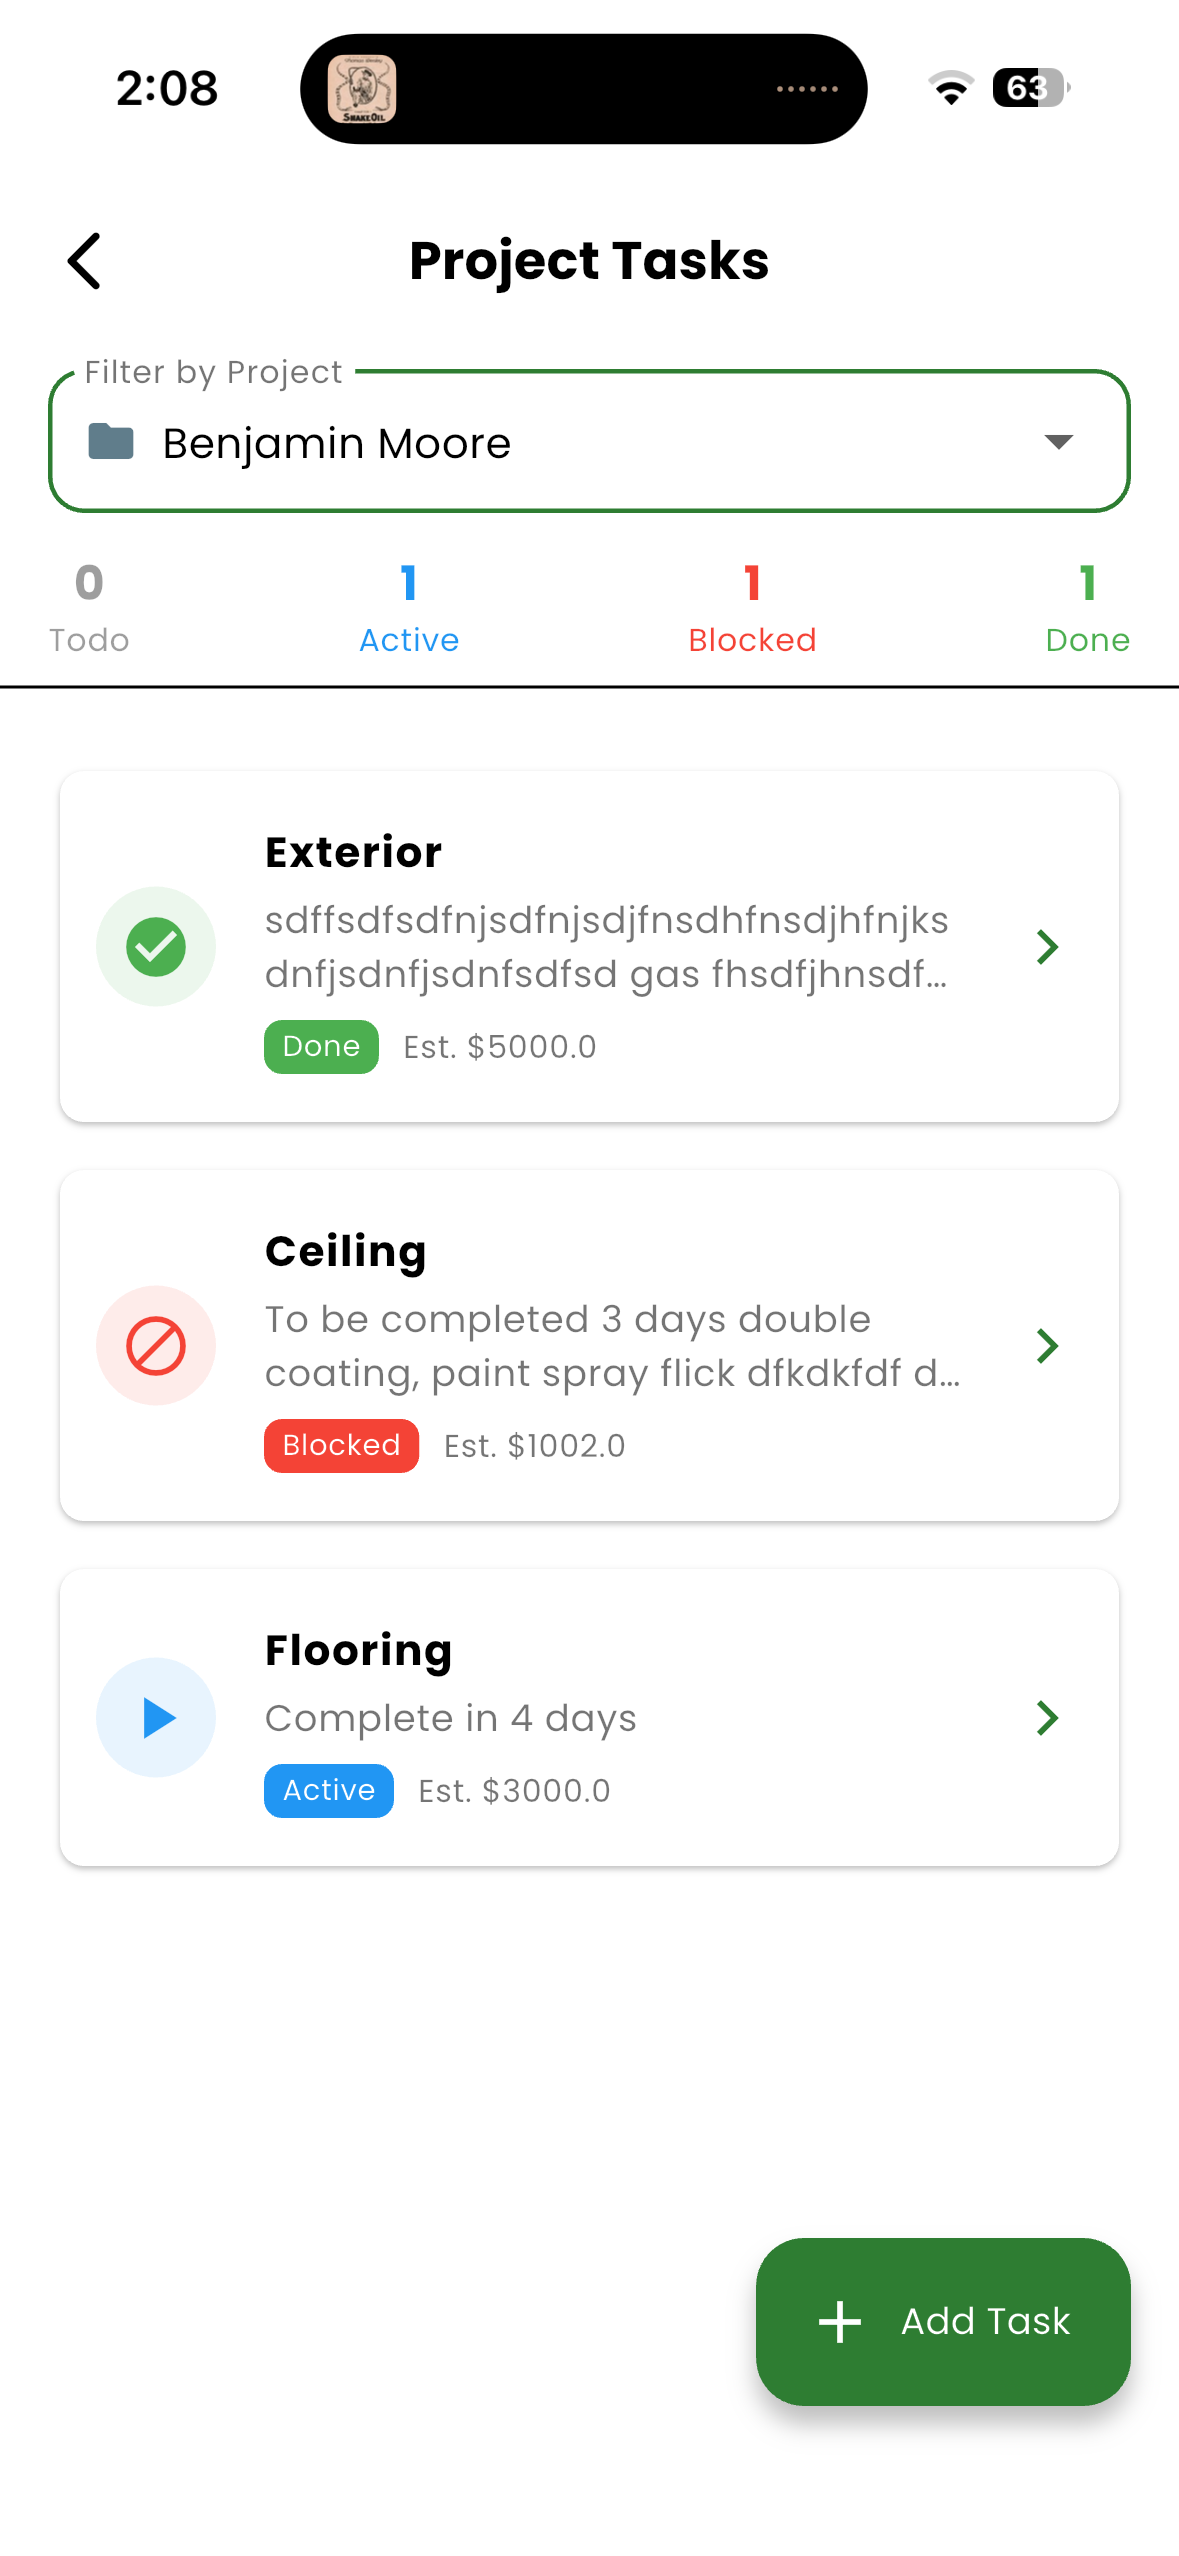 2:08
SNAKE OIL
63
Project Tasks
Filter by Project
Benjamin Moore
0
1
1
1
Todo
Active
Blocked
Done
Exterior
sdffsdfsdfnjsdfnjsdjfnsdhfnsdjhfnjks
dnfjsdnfjsdnfsdfsd gas fhsdfjhnsdf...
Done
Est. $5000.0
Ceiling
To be completed 3 days double
coating, paint spray flick dfkdkfdf d...
Blocked
Est. $1002.0
Flooring
Complete in 4 days
Active
Est. $3000.0
Add Task